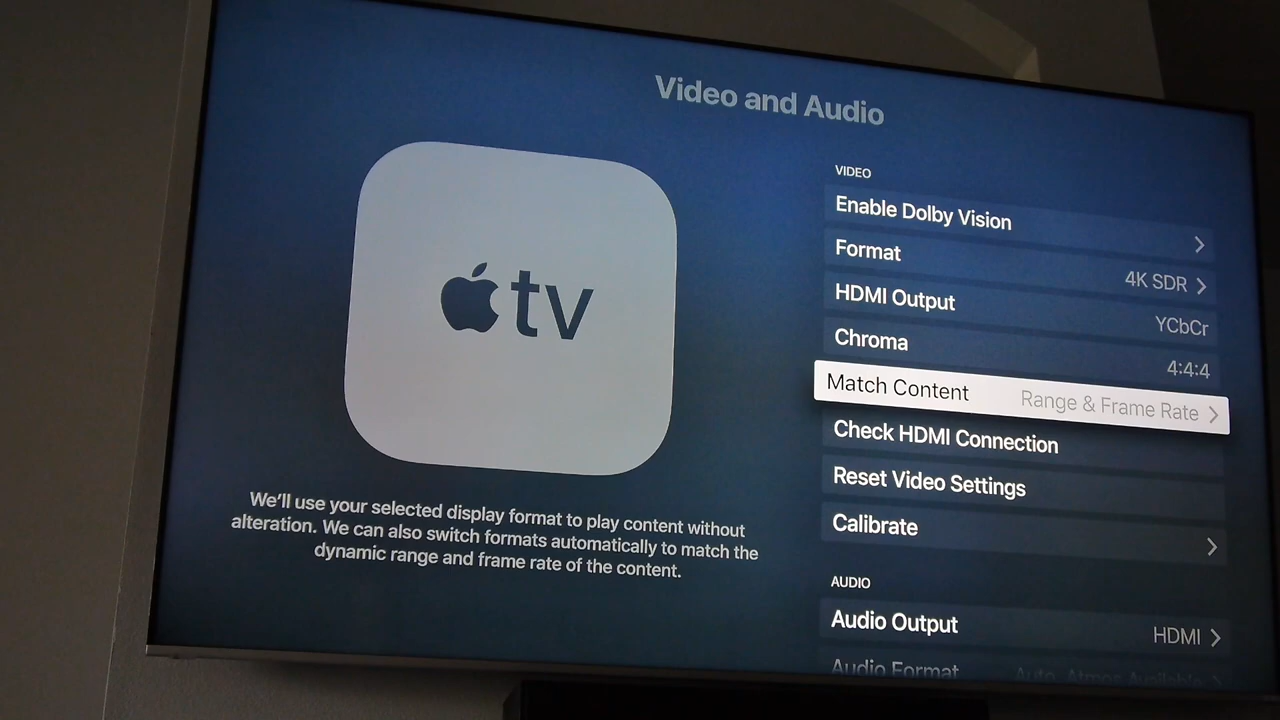 Video and Audio
tv
We'll use your selected display format to play content without
alteration. We can also switch formats automatically to match the
dynamic range and frame rate of the content.
VIDEO
Enable Dolby Vision
Format 4K SDR
HDMI Output YCbCr
Chroma 4:4:4
Match Content Range & Frame Rate
Check HDMI Connection
Reset Video Settings
Calibrate
AUDIO
Audio Output HDMI
Audio Format Auto, Atmos Available